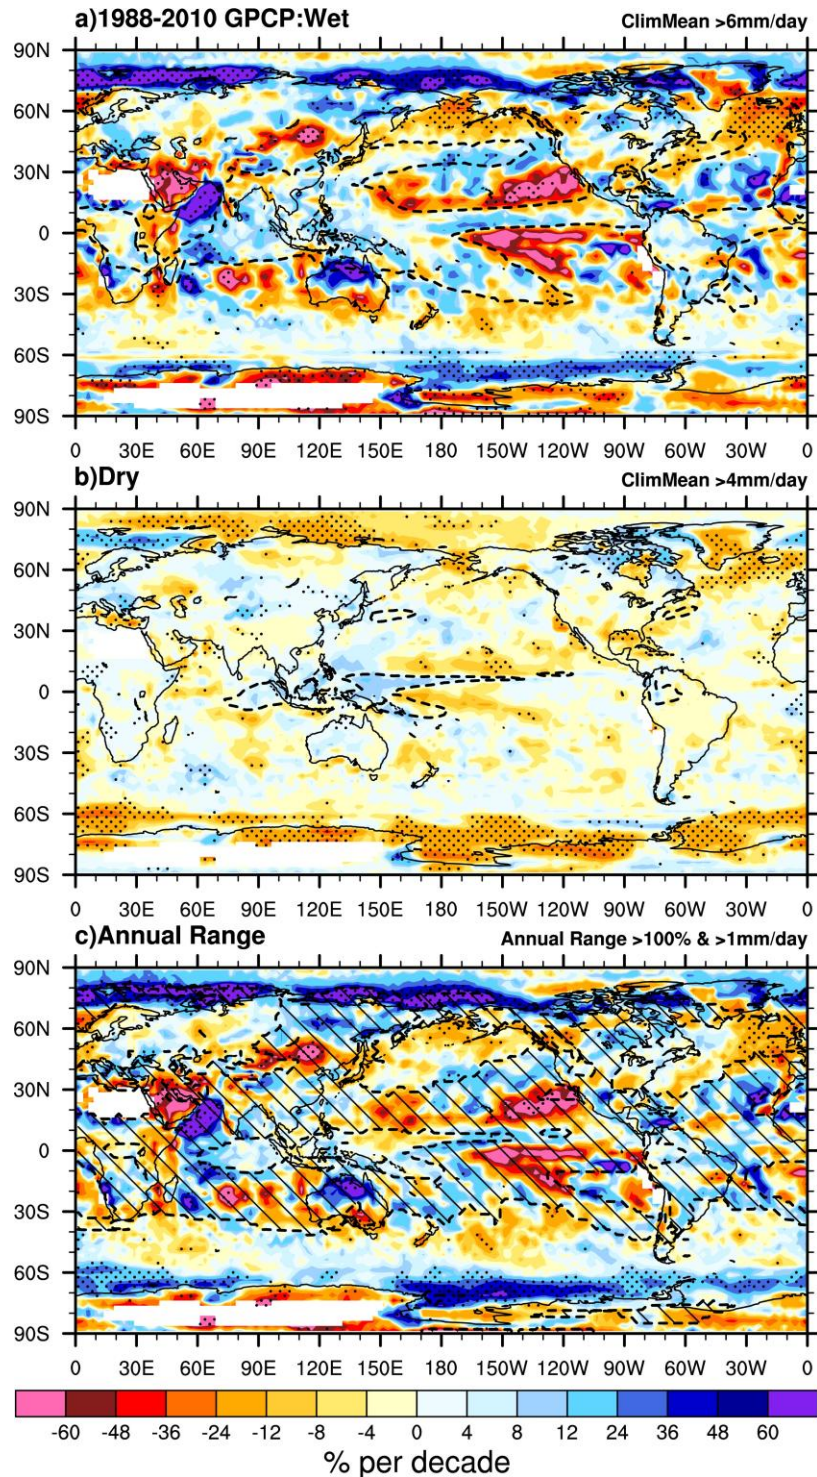 a)1988-2010 GPCP:Wet ClimMean >6mm/day
90N
60N
30N
0
30S
60S
90S
0 30E 60E 90E 120E 150E 180 150W 120W 90W 60W 30W 0
b)Dry ClimMean >4mm/day
90N
60N
30N
0
30S
60S
90S
0 30E 60E 90E 120E 150E 180 150W 120W 90W 60W 30W 0
c)Annual Range Annual Range >100% & >1mm/day
90N
60N
30N
0
30S
60S
90S
0 30E 60E 90E 120E 150E 180 150W 120W 90W 60W 30W 0
-60 -48 -36 -24 -12 -8 -4 0 4 8 12 24 36 48 60
% per decade